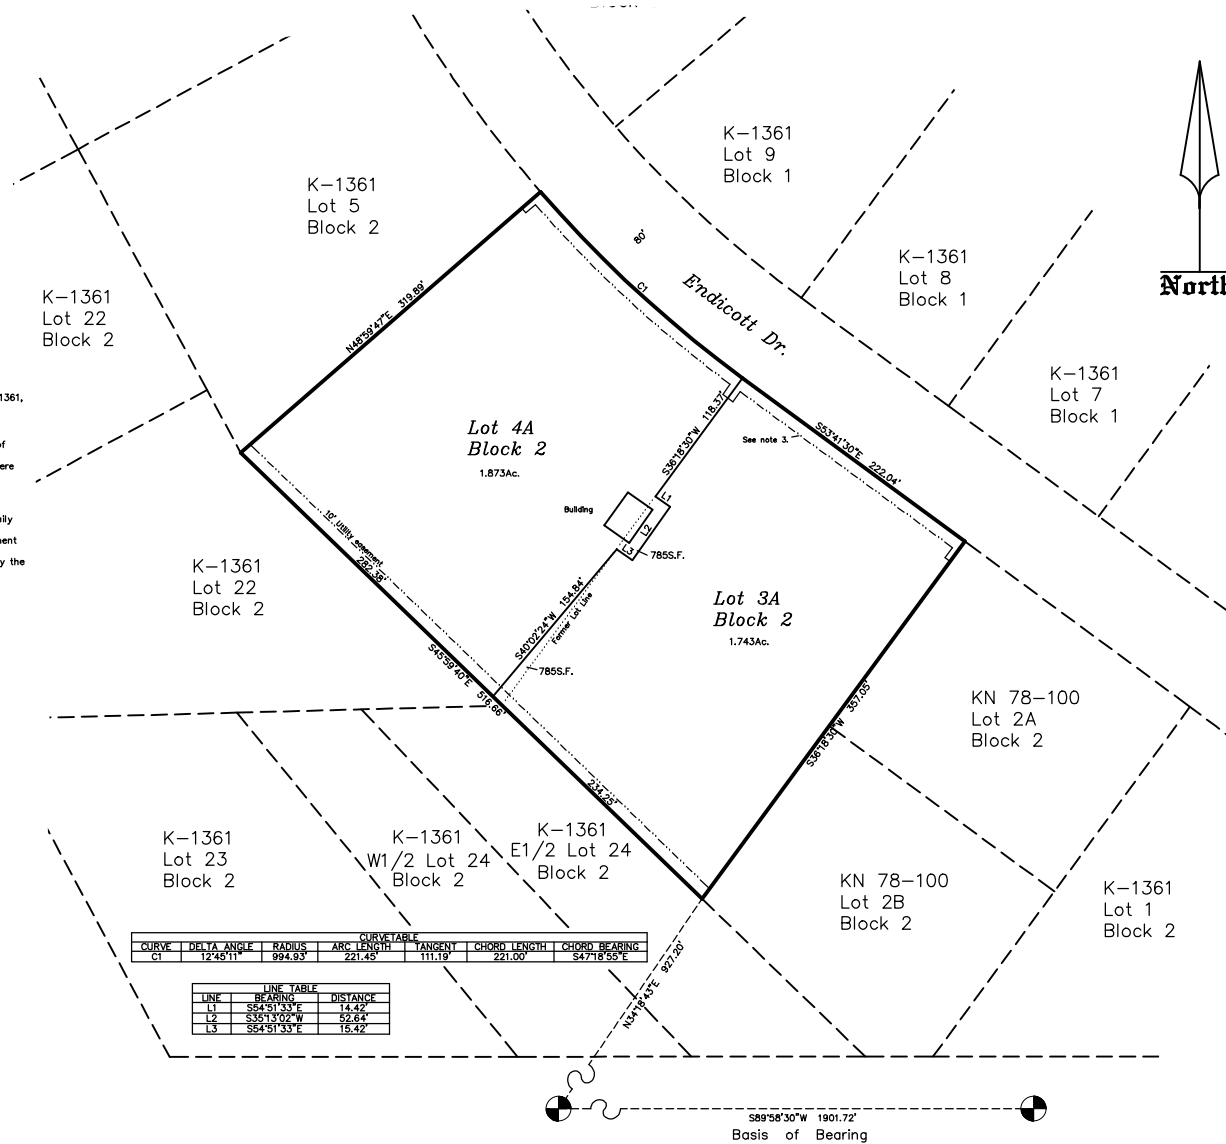 K-1361
Lot 9
Block 1
K-1361
Lot 5
Block 2
80'
C1
Endicott Dr.
K-1361
Lot 8
Block 1
North
K-1361
Lot 22
Block 2
N48°59'47"E 319.89'
K-1361
Lot 7
Block 1
1361,
of
ere
ily
ent
y the
Lot 4A
Block 2
1.873Ac.
S36°18'30"W 118.37'
See note 3.
S53°41'30"E 222.04'
Building
L1
L2
L3
785S.F.
10' Utility easement
282.38'
K-1361
Lot 22
Block 2
S40°02'24"W 154.84'
Former Lot Line
785S.F.
Lot 3A
Block 2
1.743Ac.
S45°59'40"E 516.66'
234.25'
S36°18'30"W 357.05'
KN 78-100
Lot 2A
Block 2
K-1361
Lot 23
Block 2
K-1361
W1/2 Lot 24
Block 2
K-1361
E1/2 Lot 24
Block 2
KN 78-100
Lot 2B
Block 2
K-1361
Lot 1
Block 2
CURVETABLE
CURVE DELTA ANGLE RADIUS ARC LENGTH TANGENT CHORD LENGTH CHORD BEARING
C1 12°45'11" 994.93' 221.45' 111.19' 221.00' S47°18'55"E
LINE TABLE
LINE BEARING DISTANCE
L1 S54°51'33"E 14.42'
L2 S35°13'02"W 52.64'
L3 S54°51'33"E 15.42'
N34°18'43"E 927.20'
S89°58'30"W 1901.72'
Basis of Bearing